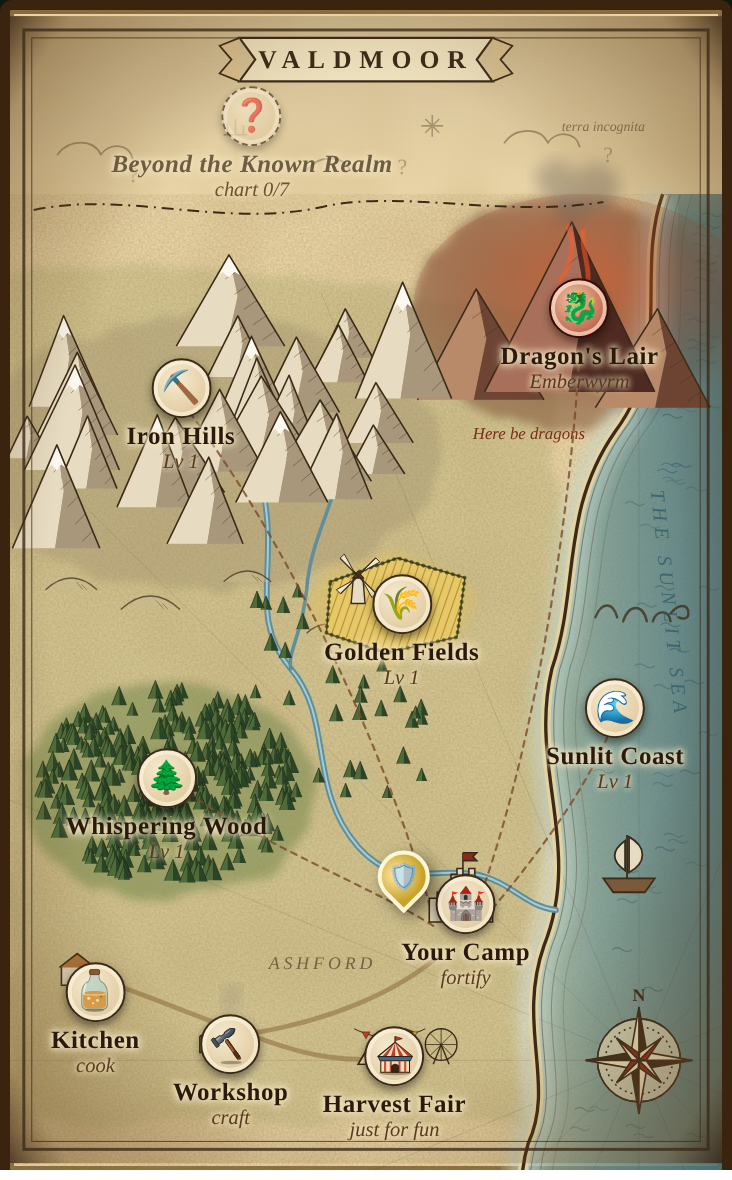 VALDMOOR
terra incognita
?
Beyond the Known Realm ?
?
chart 0/7
Dragon's Lair
Emberwyrm
Here be dragons
Iron Hills
Lv 1
THE SUNLIT SEA
Golden Fields
Lv 1
Sunlit Coast
Lv 1
Whispering Wood
Lv 1
Your Camp
fortify
ASHFORD
N
Kitchen
cook
Workshop
craft
Harvest Fair
just for fun